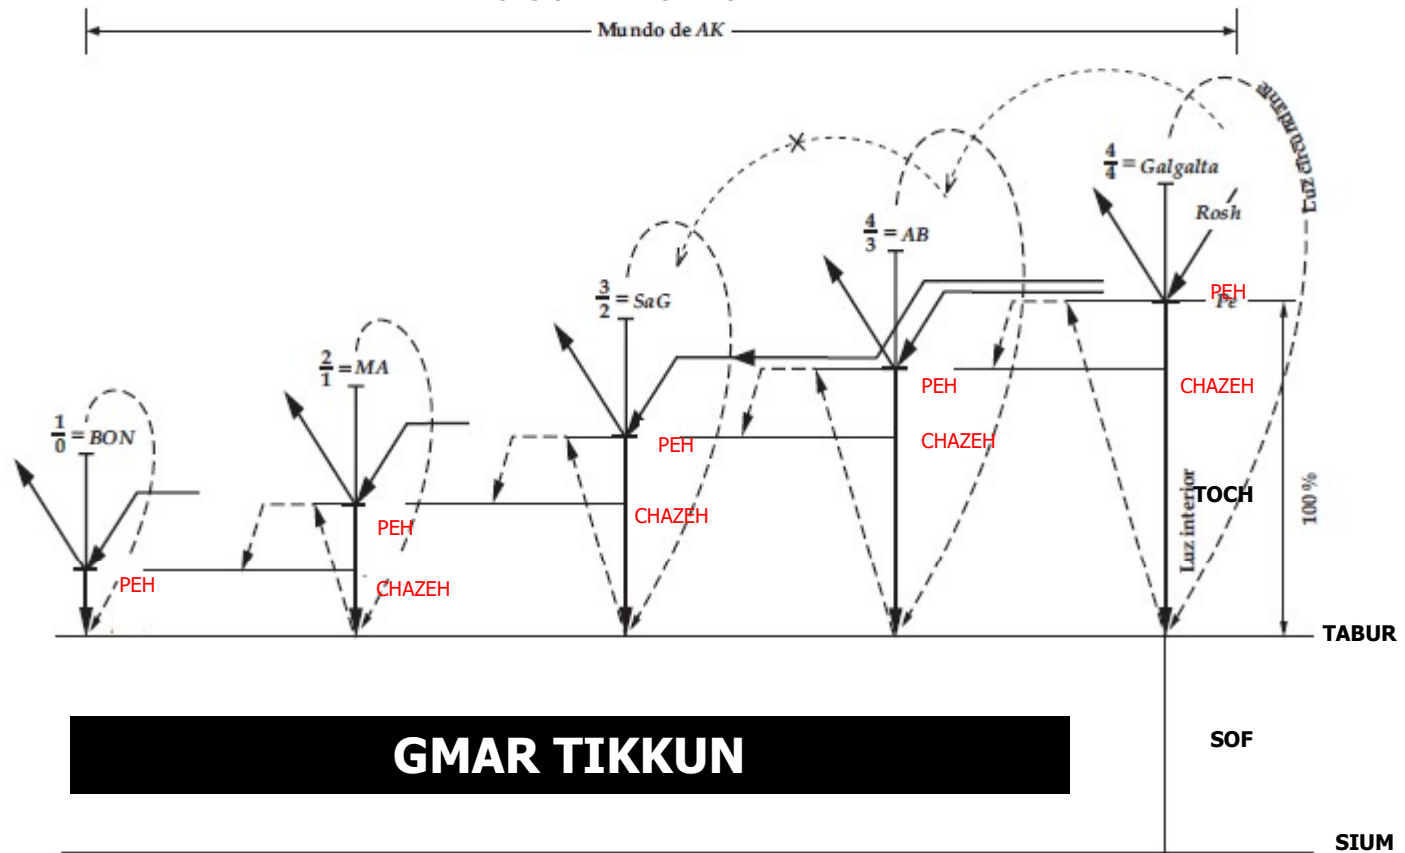 Mundo de AK
4/4 = Galgalta
Luz circundante
Rosh
4/3 = AB
PEH
Pe
3/2 = SaG
2/1 = MA
PEH
CHAZEH
1/0 = BON
PEH
CHAZEH
TOCH
CHAZEH
Luz interior
100 %
PEH
PEH
CHAZEH
TABUR
GMAR TIKKUN
SOF
SIUM